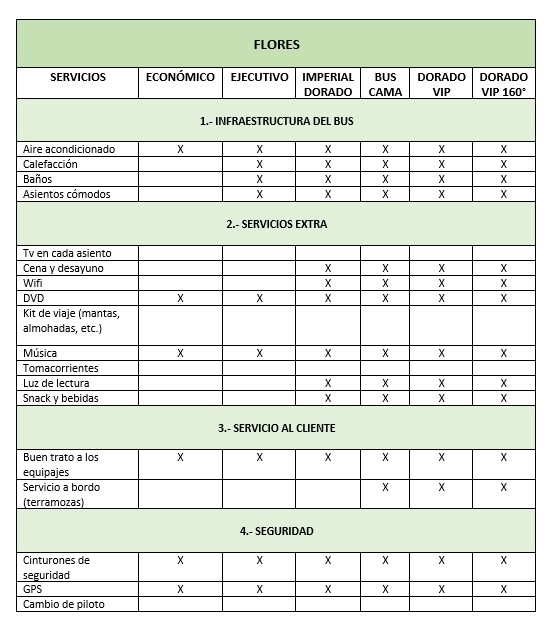 FLORES
SERVICIOS ECONÓMICO EJECUTIVO IMPERIAL DORADO BUS CAMA DORADO VIP DORADO VIP 160°
1.- INFRAESTRUCTURA DEL BUS
Aire acondicionado X X X X X X
Calefacción X X X X X
Baños X X X X X
Asientos cómodos X X X X X
2.- SERVICIOS EXTRA
Tv en cada asiento
Cena y desayuno X X X X
Wifi X X X X
DVD X X X X X X
Kit de viaje (mantas,
almohadas, etc.)
Música X X X X X X
Tomacorrientes
Luz de lectura X X X X
Snack y bebidas X X X X
3.- SERVICIO AL CLIENTE
Buen trato a los X X X X X X
equipajes
Servicio a bordo X X X
(terramozas)
4.- SEGURIDAD
Cinturones de X X X X X X
seguridad
GPS X X X X X X
Cambio de piloto